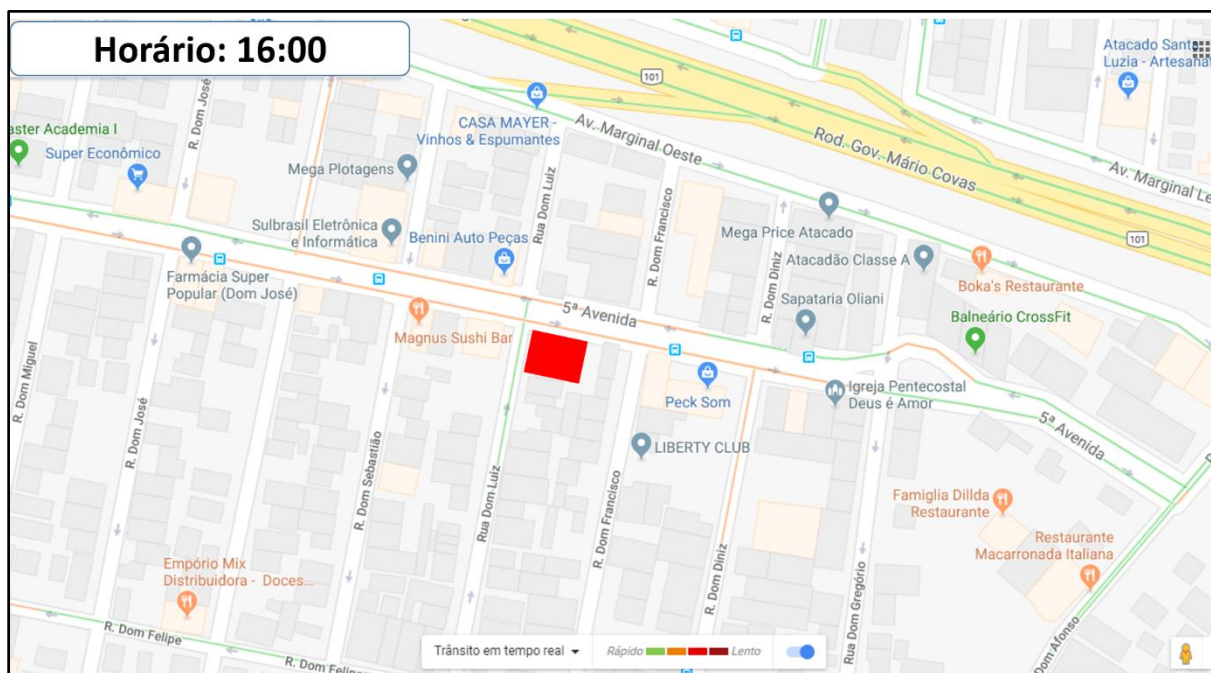 Horário: 16:00
101
Atacado Santa
Luzia - Artesanal
R. Dom José
CASA MAYER -
Vinhos & Espumantes
Av. Marginal Oeste
Rod. Gov. Mário Covas
Av. Marginal Le
aster Academia I
Super Econômico
Mega Plotagens
Rua Dom Luiz
R. Dom Francisco
Sulbrasil Eletrônica
e Informática
Benini Auto Peças
R. Dom Diniz
Mega Price Atacado
101
Atacadão Classe A
Boka's Restaurante
Farmácia Super
Popular (Dom José)
5ª Avenida
Sapataria Oliani
Balneário CrossFit
Magnus Sushi Bar
R. Dom Miguel
Peck Som
Igreja Pentecostal
Deus é Amor
5ª Avenida
R. Dom José
R. Dom Sebastião
LIBERTY CLUB
Rua Dom Luiz
R. Dom Francisco
Famiglia Dillda
Restaurante
Restaurante
Macarronada Italiana
Empório Mix
Distribuidora - Doces...
R. Dom Diniz
Rua Dom Gregório
R. Dom Felipe
R. Dom Felip
Dom Afonso
Trânsito em tempo real
Rápido
Lento